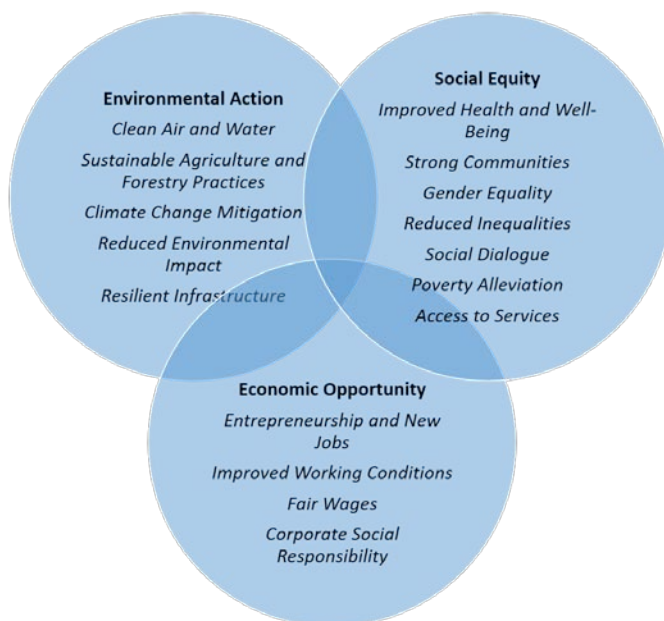 Environmental Action
Clean Air and Water
Sustainable Agriculture and
Forestry Practices
Climate Change Mitigation
Reduced Environmental
Impact
Resilient Infrastructure
Social Equity
Improved Health and Well-
Being
Strong Communities
Gender Equality
Reduced Inequalities
Social Dialogue
Poverty Alleviation
Access to Services
Economic Opportunity
Entrepreneurship and New
Jobs
Improved Working Conditions
Fair Wages
Corporate Social
Responsibility